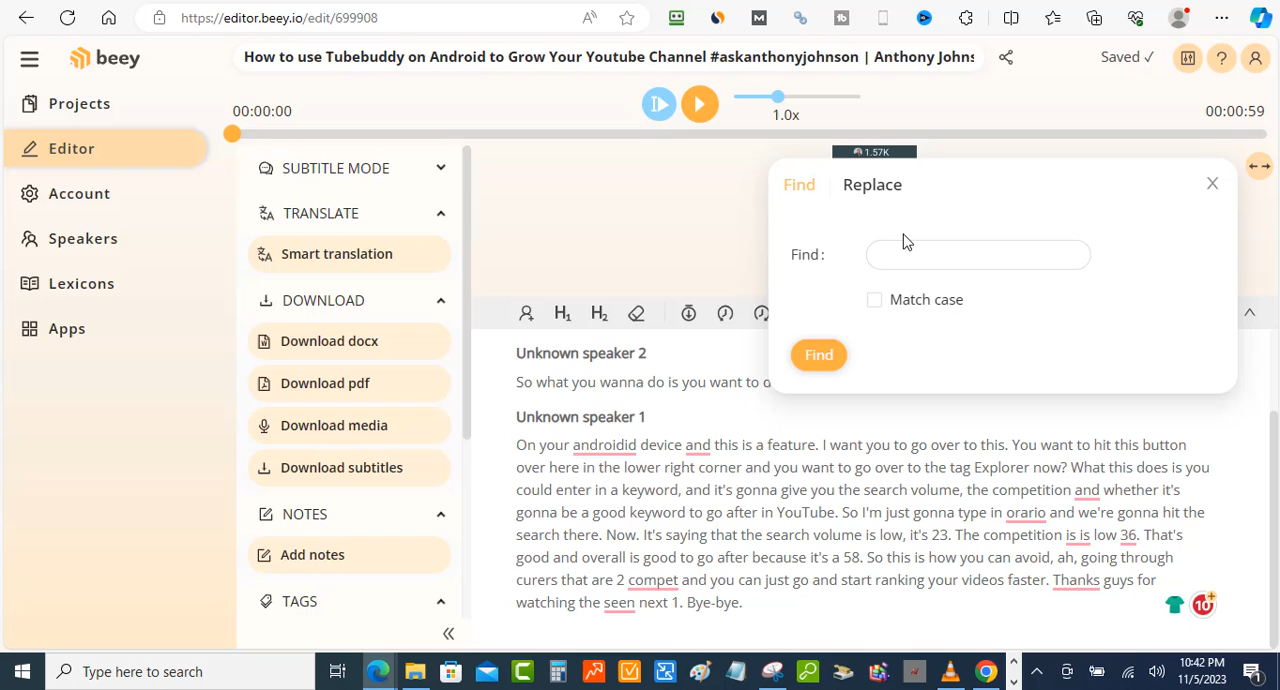 https://editor.beey.io/edit/699908
beey
How to use Tubebuddy on Android to Grow Your Youtube Channel #askanthonyjohnson | Anthony Johns
Saved ✓
Projects
Editor
Account
Speakers
Lexicons
Apps
00:00:00
1.0x
00:00:59
SUBTITLE MODE
TRANSLATE
Smart translation
DOWNLOAD
Download docx
Download pdf
Download media
Download subtitles
NOTES
Add notes
TAGS
1.57K
Find
Replace
X
Find:
Match case
Find
H1 H2
Unknown speaker 2
So what you wanna do is you want to d
Unknown speaker 1
On your androidid device and this is a feature. I want you to go over to this. You want to hit this button
over here in the lower right corner and you want to go over to the tag Explorer now? What this does is you
could enter in a keyword, and it's gonna give you the search volume, the competition and whether it's
gonna be a good keyword to go after in YouTube. So I'm just gonna type in orario and we're gonna hit the
search there. Now. It's saying that the search volume is low, it's 23. The competition is is low 36. That's
good and overall is good to go after because it's a 58. So this is how you can avoid, ah, going through
curers that are 2 compet and you can just go and start ranking your videos faster. Thanks guys for
watching the seen next 1. Bye-bye.
10
Type here to search
10:42 PM
11/5/2023
1